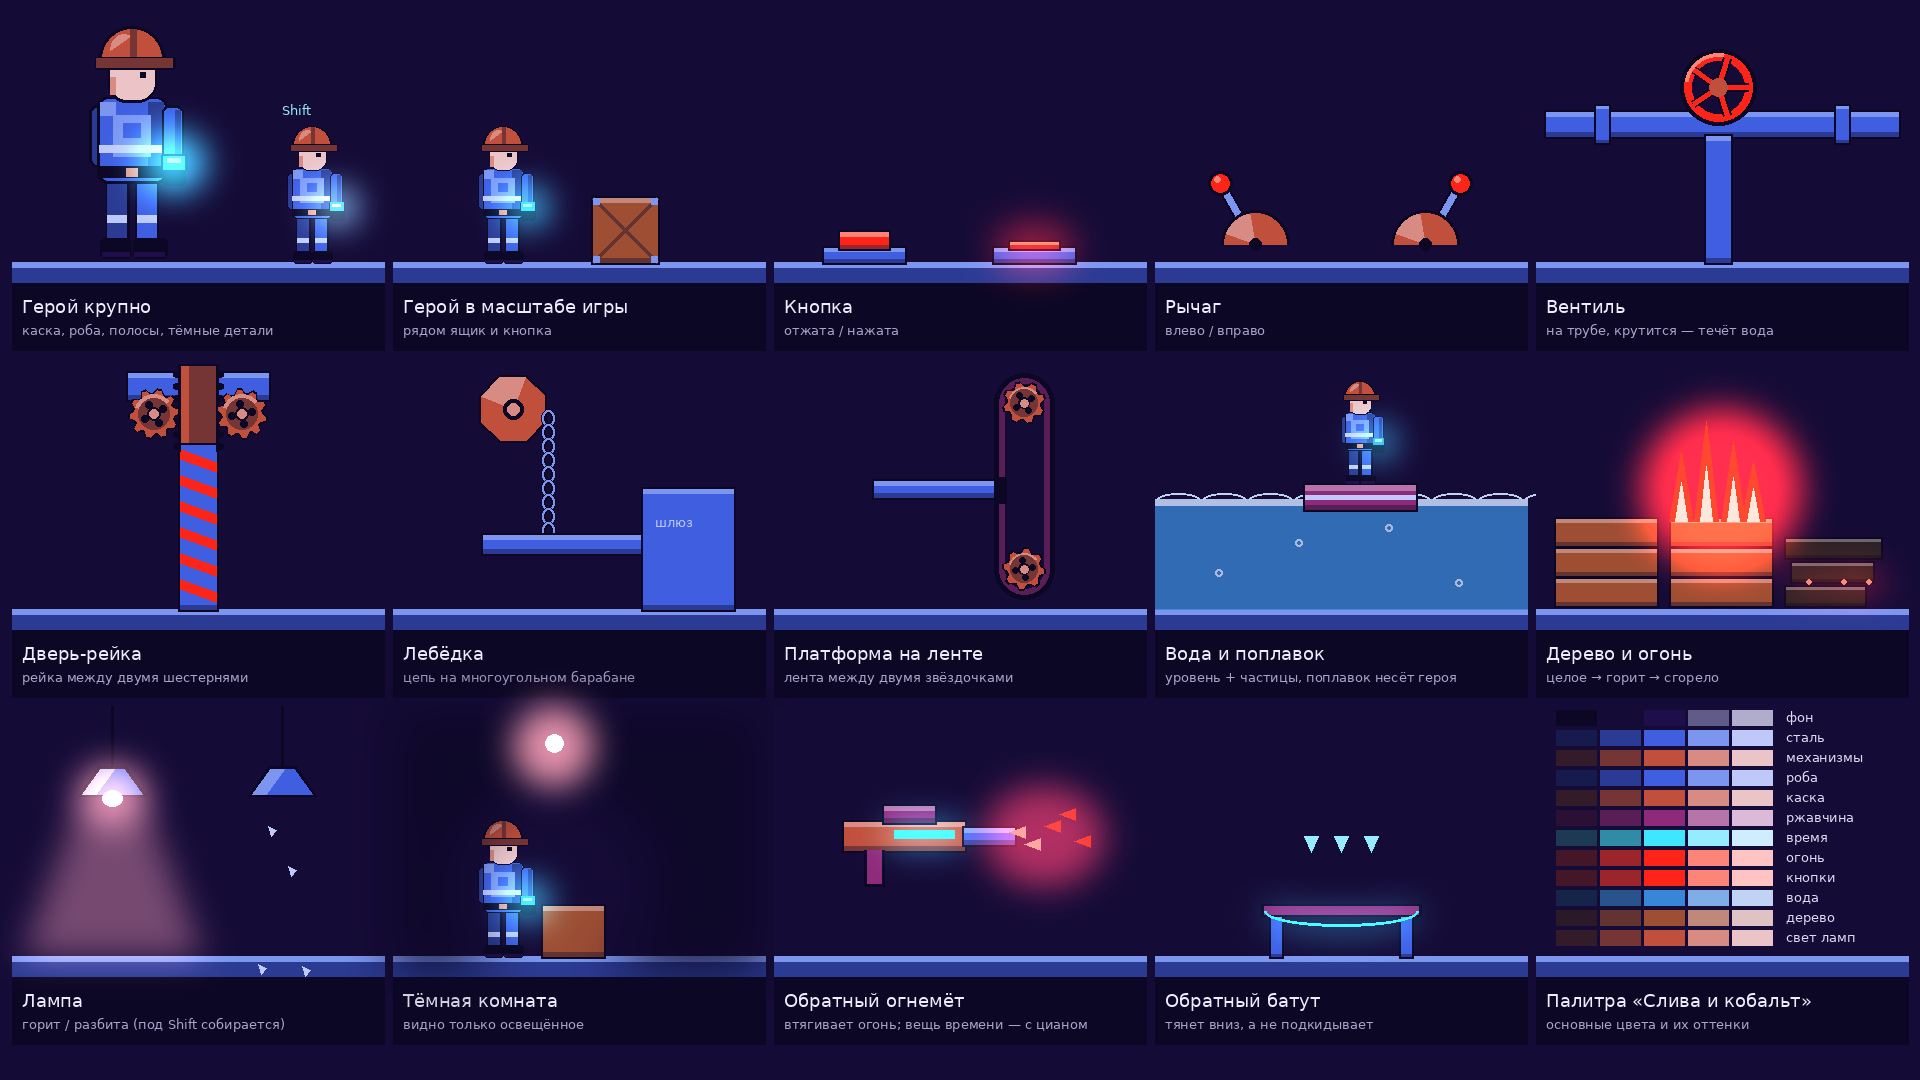 Shift
Герой крупно
каска, роба, полосы, тёмные детали
Герой в масштабе игры
рядом ящик и кнопка
Кнопка
отжата / нажата
Рычаг
влево / вправо
Вентиль
на трубе, крутится — течёт вода
шлюз
Дверь-рейка
рейка между двумя шестернями
Лебёдка
цепь на многоугольном барабане
Платформа на ленте
лента между двумя звёздочками
Вода и поплавок
уровень + частицы, поплавок несёт героя
Дерево и огонь
целое → горит → сгорело
фон
сталь
механизмы
роба
каска
ржавчина
время
огонь
кнопки
вода
дерево
свет ламп
Лампа
горит / разбита (под Shift собирается)
Тёмная комната
видно только освещённое
Обратный огнемёт
втягивает огонь; вещь времени — с цианом
Обратный батут
тянет вниз, а не подкидывает
Палитра «Слива и кобальт»
основные цвета и их оттенки